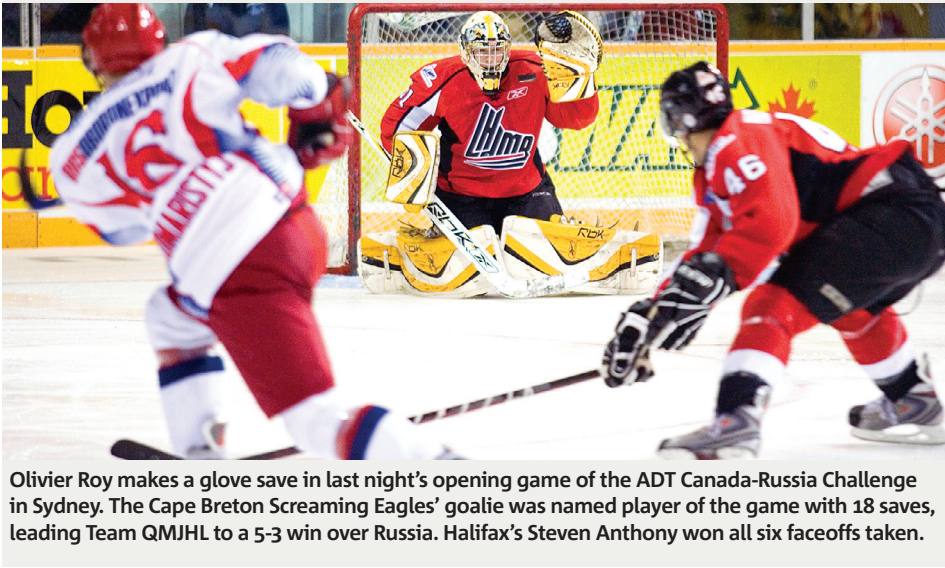 LHJMQ
16
46
RBK
RBK
Olivier Roy makes a glove save in last night's opening game of the ADT Canada-Russia Challenge
in Sydney. The Cape Breton Screaming Eagles' goalie was named player of the game with 18 saves,
leading Team QMJHL to a 5-3 win over Russia. Halifax's Steven Anthony won all six faceoffs taken.